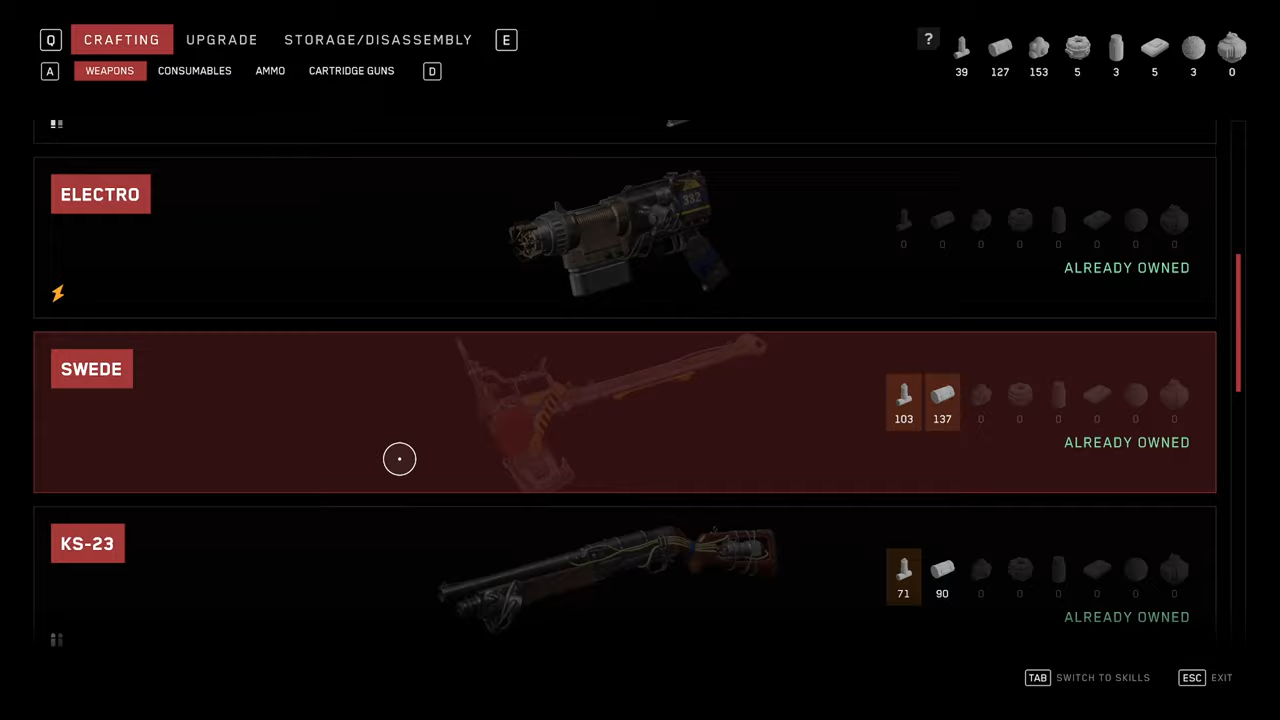 Q CRAFTING UPGRADE STORAGE/DISASSEMBLY E ?
39 127 153 5 3 5 3 0
A WEAPONS CONSUMABLES AMMO CARTRIDGE GUNS D
ELECTRO
332
0 0 0 0 0 0 0 0
ALREADY OWNED
SWEDE
103 137 0 0 0 0 0 0
ALREADY OWNED
KS-23
71 90 0 0 0 0 0 0
ALREADY OWNED
TAB SWITCH TO SKILLS ESC EXIT